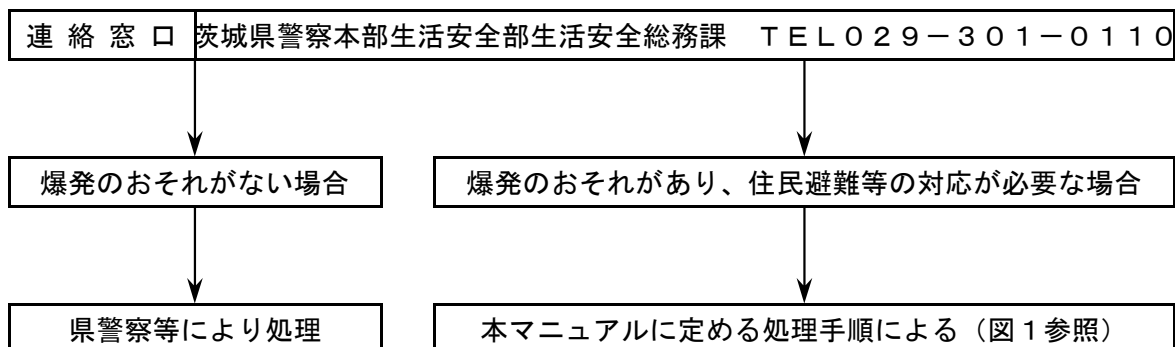 連 絡 窓 口 茨城県警察本部生活安全部生活安全総務課　ＴＥＬ０２９－３０１－０１１０
爆発のおそれがない場合　爆発のおそれがあり、住民避難等の対応が必要な場合
県警察等により処理　本マニュアルに定める処理手順による（図１参照）